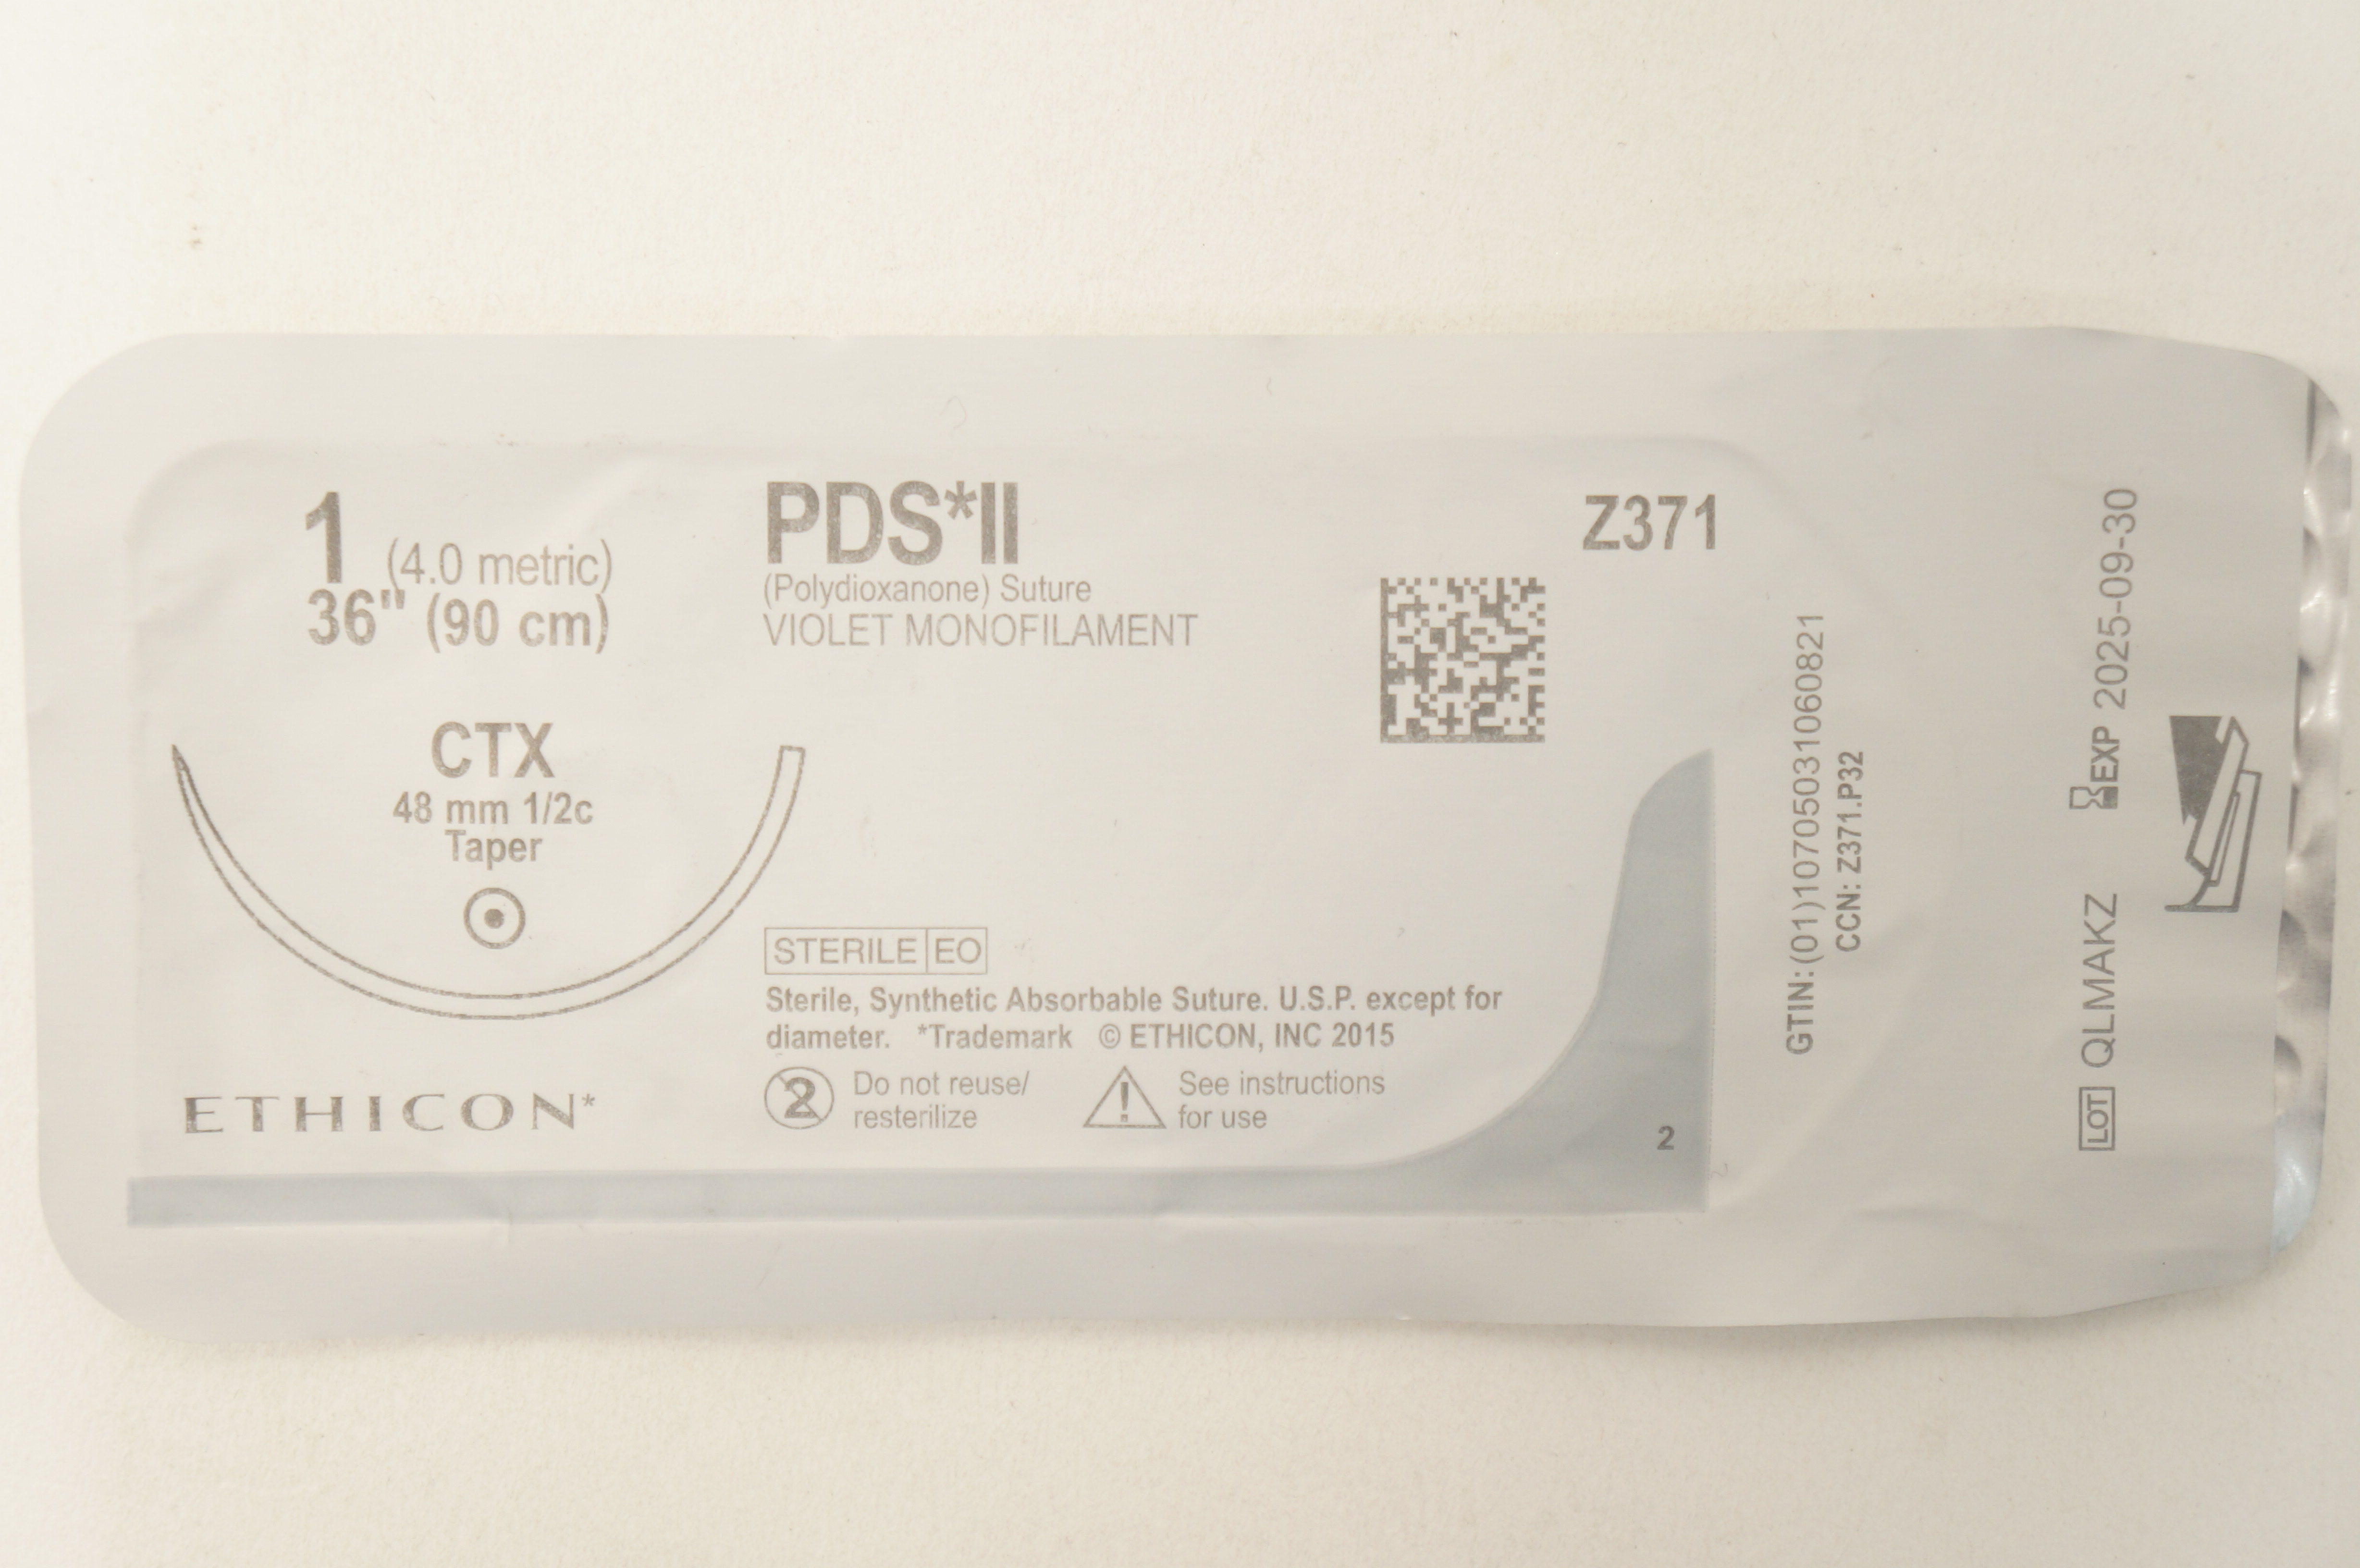 1 (4.0 metric)
36" (90 cm)
CTX
48 mm 1/2c
Taper
ETHICON*
PDS*II
(Polydioxanone) Suture
VIOLET MONOFILAMENT
STERILE EO
Sterile, Synthetic Absorbable Suture. U.S.P. except for
diameter. *Trademark © ETHICON, INC 2015
2 Do not reuse/
resterilize
! See instructions
for use
Z371
2
GTIN:(01)10705031060821
CCN: Z371.P32
LOT QLMAKZ EXP 2025-09-30